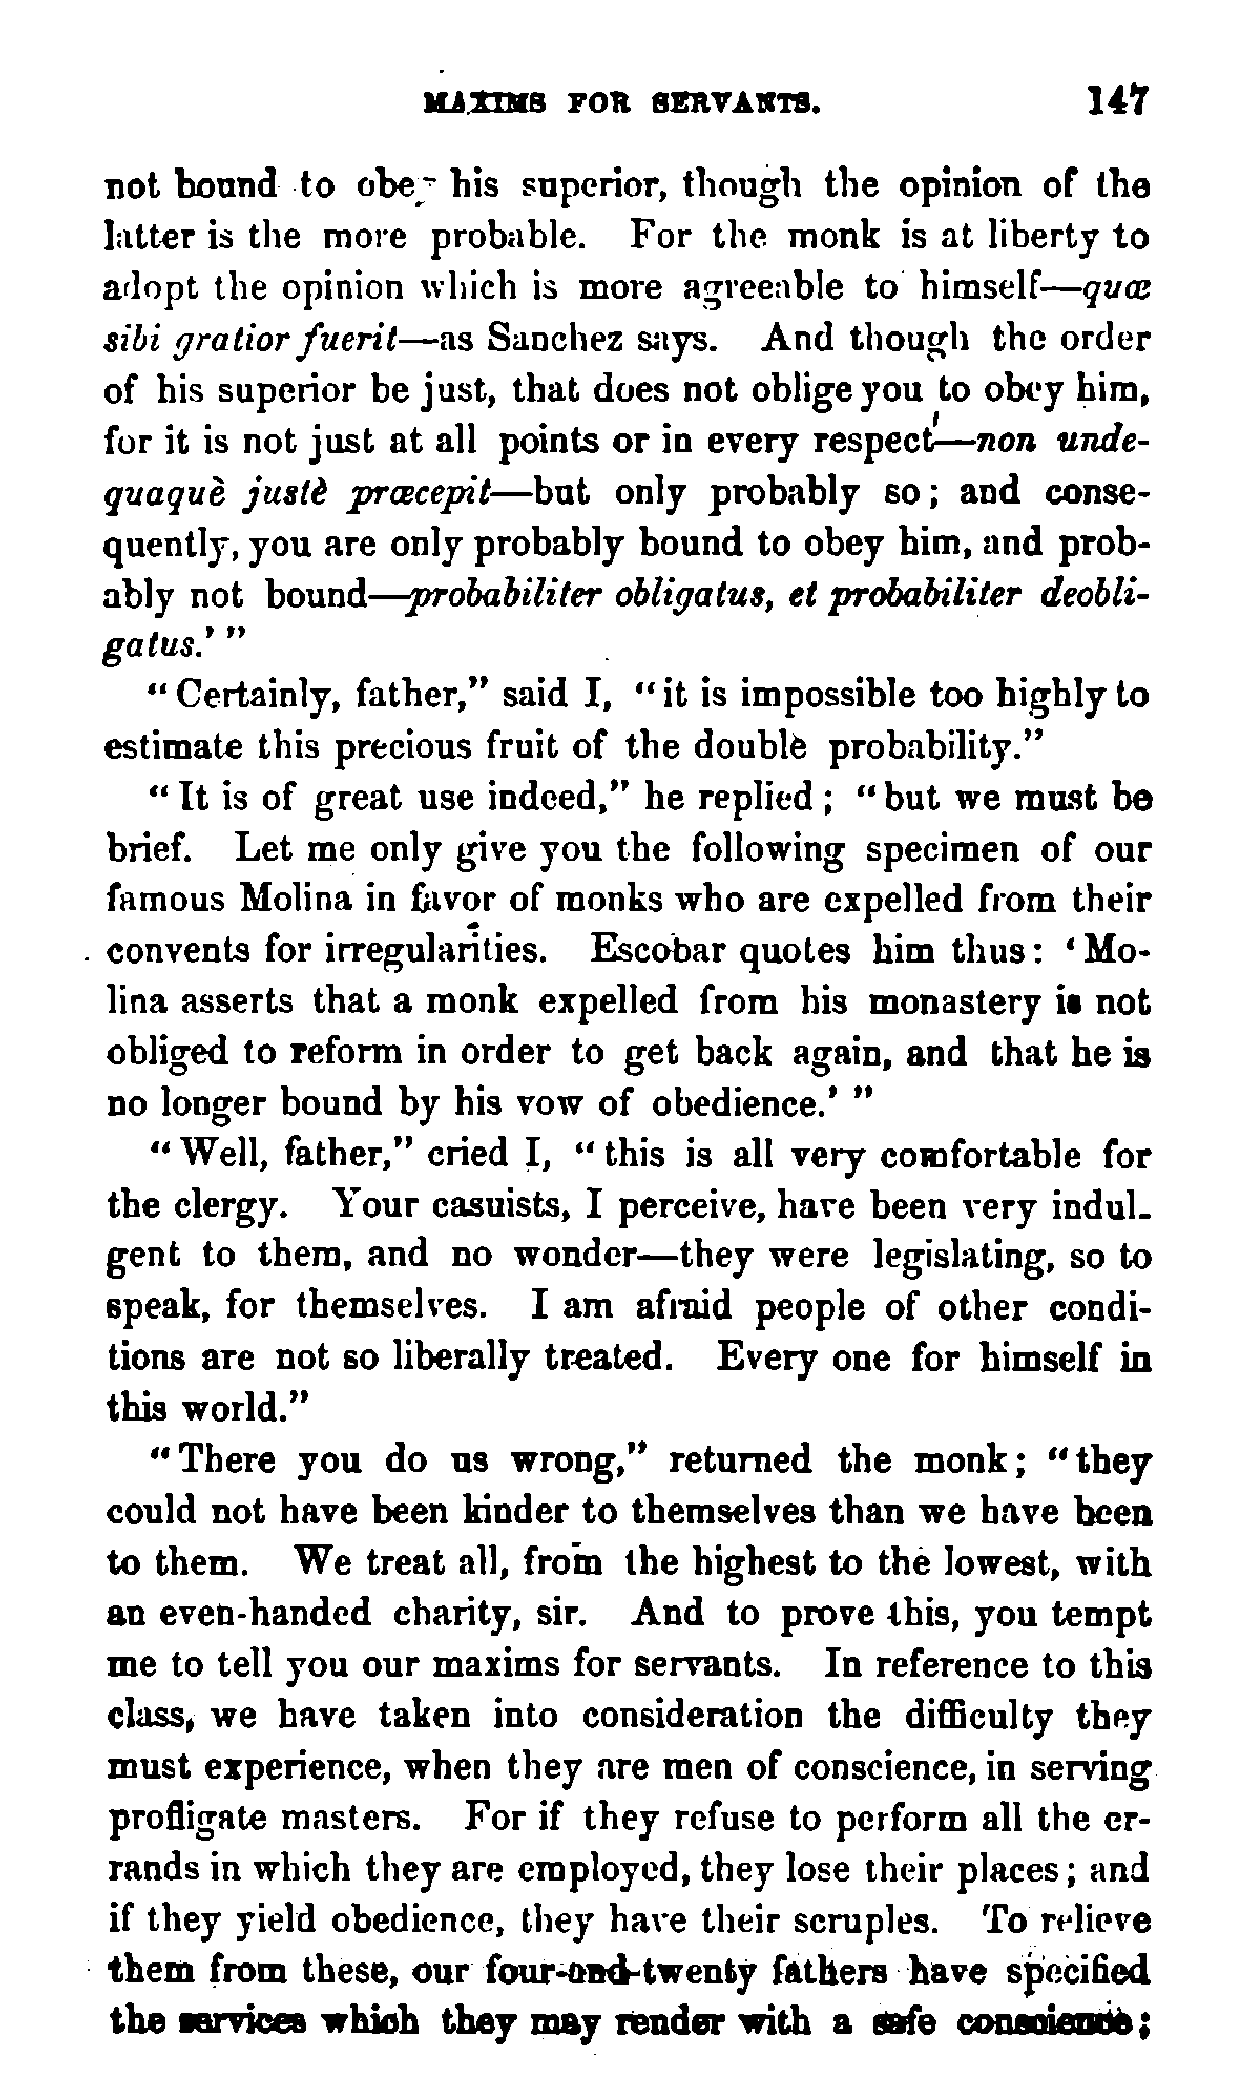 MAXIMS FOR SERVANTS. 147
not bound to obey his superior, though the opinion of the
latter is the more probable. For the monk is at liberty to
adopt the opinion which is more agreeable to himself—quæ
sibi gratior fuerit—as Sanchez says. And though the order
of his superior be just, that does not oblige you to obey him,
for it is not just at all points or in every respect—non unde-
quaquè justè præcepit—but only probably so; and conse-
quently, you are only probably bound to obey him, and prob-
ably not bound—probabiliter obligatus, et probabiliter deobli-
gatus.' "
"Certainly, father," said I, "it is impossible too highly to
estimate this precious fruit of the double probability."
"It is of great use indeed," he replied; "but we must be
brief. Let me only give you the following specimen of our
famous Molina in favor of monks who are expelled from their
convents for irregularities. Escobar quotes him thus: 'Mo-
lina asserts that a monk expelled from his monastery is not
obliged to reform in order to get back again, and that he is
no longer bound by his vow of obedience.' "
"Well, father," cried I, "this is all very comfortable for
the clergy. Your casuists, I perceive, have been very indul-
gent to them, and no wonder—they were legislating, so to
speak, for themselves. I am afraid people of other condi-
tions are not so liberally treated. Every one for himself in
this world."
"There you do us wrong," returned the monk; "they
could not have been kinder to themselves than we have been
to them. We treat all, from the highest to the lowest, with
an even-handed charity, sir. And to prove this, you tempt
me to tell you our maxims for servants. In reference to this
class, we have taken into consideration the difficulty they
must experience, when they are men of conscience, in serving
profligate masters. For if they refuse to perform all the er-
rands in which they are employed, they lose their places; and
if they yield obedience, they have their scruples. To relieve
them from these, our four-and-twenty fathers have specified
the services which they may render with a safe conscience;